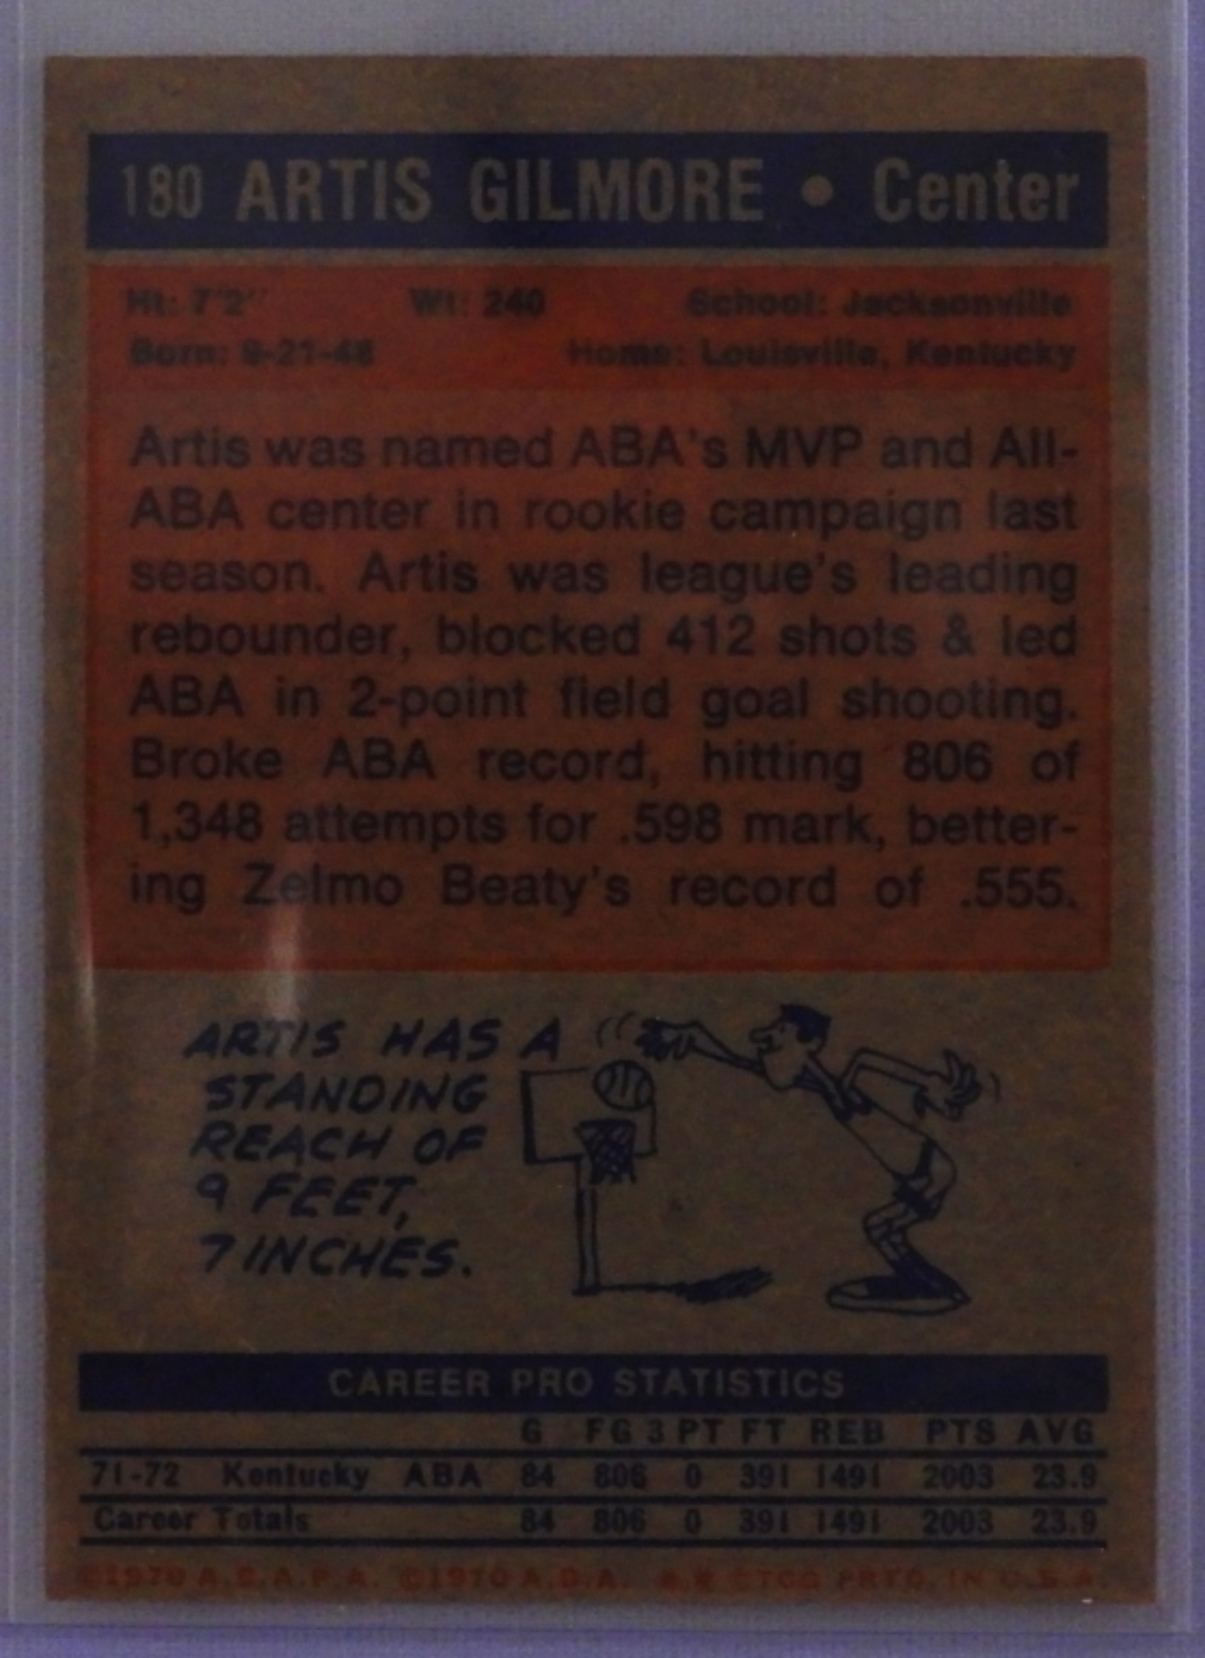 180 ARTIS GILMORE • Center
Ht: 7'2" Wt: 240 School: Jacksonville
Born: 9-21-48 Home: Louisville, Kentucky
Artis was named ABA's MVP and All-
ABA center in rookie campaign last
season. Artis was league's leading
rebounder, blocked 412 shots & led
ABA in 2-point field goal shooting.
Broke ABA record, hitting 806 of
1,348 attempts for .598 mark, better-
ing Zelmo Beaty's record of .555.
ARTIS HAS A
STANDING
REACH OF
9 FEET,
7 INCHES.
CAREER PRO STATISTICS
G FG 3 PT FT REB PTS AVG
71-72 Kentucky ABA 84 806 0 391 1491 2003 23.9
Career Totals 84 806 0 391 1491 2003 23.9
©1970 A.B.A.P.A. ©1970 A.B.A. PRTD. IN U.S.A.